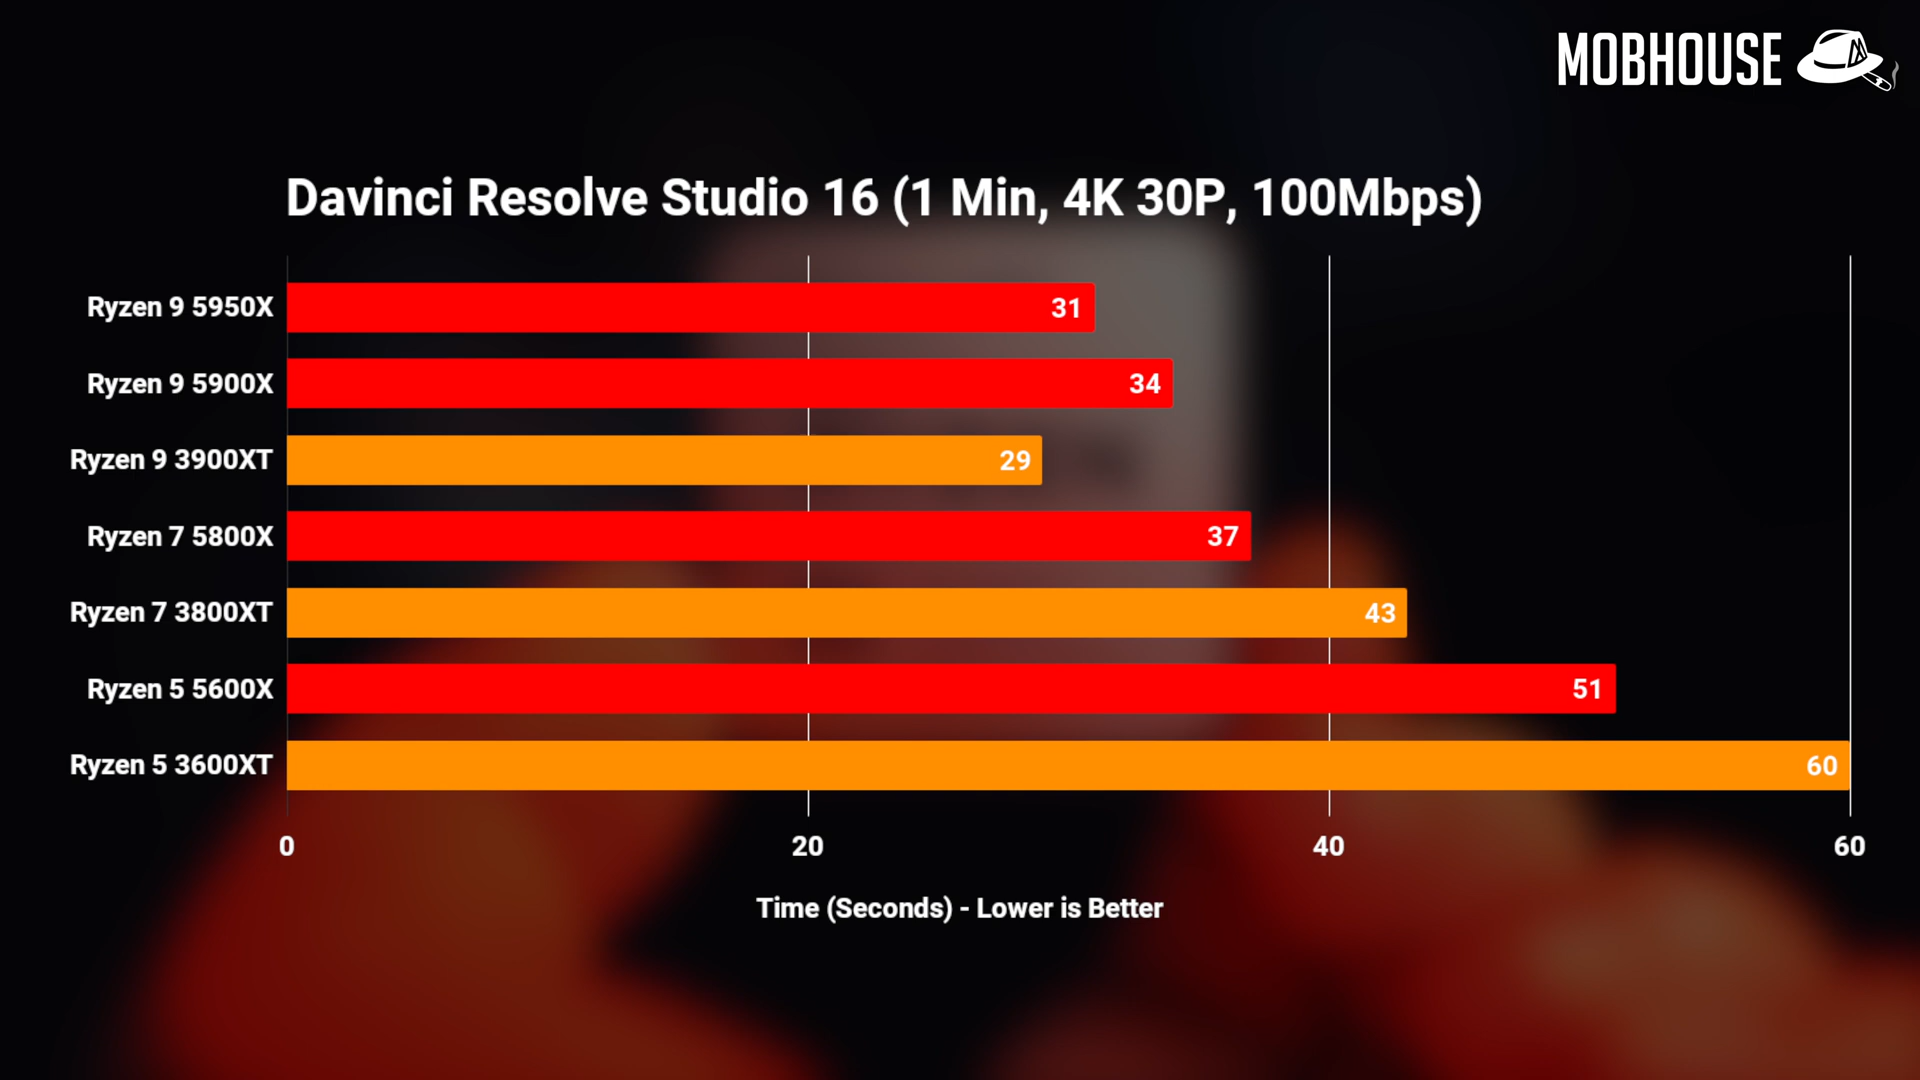 MOBHOUSE
Davinci Resolve Studio 16 (1 Min, 4K 30P, 100Mbps)
Ryzen 9 5950X 31
Ryzen 9 5900X 34
Ryzen 9 3900XT 29
Ryzen 7 5800X 37
Ryzen 7 3800XT 43
Ryzen 5 5600X 51
Ryzen 5 3600XT 60
0 20 40 60
Time (Seconds) - Lower is Better